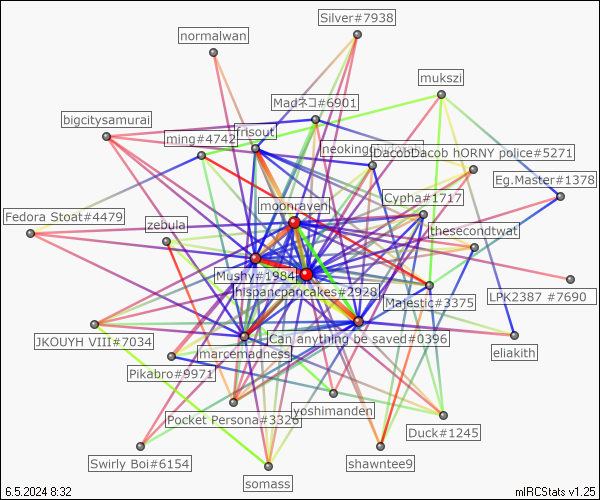 Silver#7938
normalwan
mukszi
Madネコ#6901
bigcitysamurai
frisout
ming#4742
DacobDacob hORNY police#5271
Eg.Master#1378
Cypha#1717
moonraven
Fedora Stoat#4479
zebula
thesecondtwat
Mushy#1984
hispancpancakes#2928
LPK2387 #7690
Majestic#3375
JKOUYH VIII#7034
Can anything be saved#0396
eliakith
marcemadness
Pikabro#9971
yoshimanden
Pocket Persona#3326
Duck#1245
Swirly Boi#6154
shawntee9
somass
6.5.2024 8:32
mIRCStats v1.25